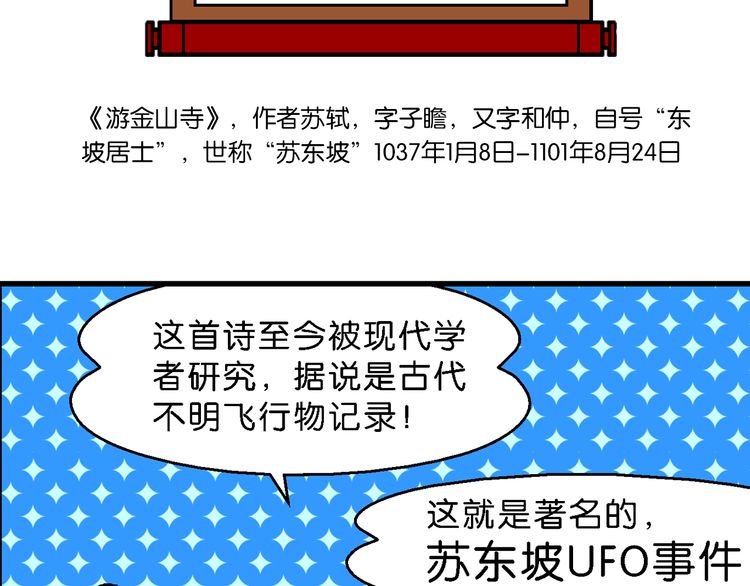 《游金山寺》，作者苏轼，字子瞻，又字和仲，自号“东
坡居士”，世称“苏东坡”1037年1月8日-1101年8月24日
这首诗至今被现代学
者研究，据说是古代
不明飞行物记录！
这就是著名的，
苏东坡UFO事件